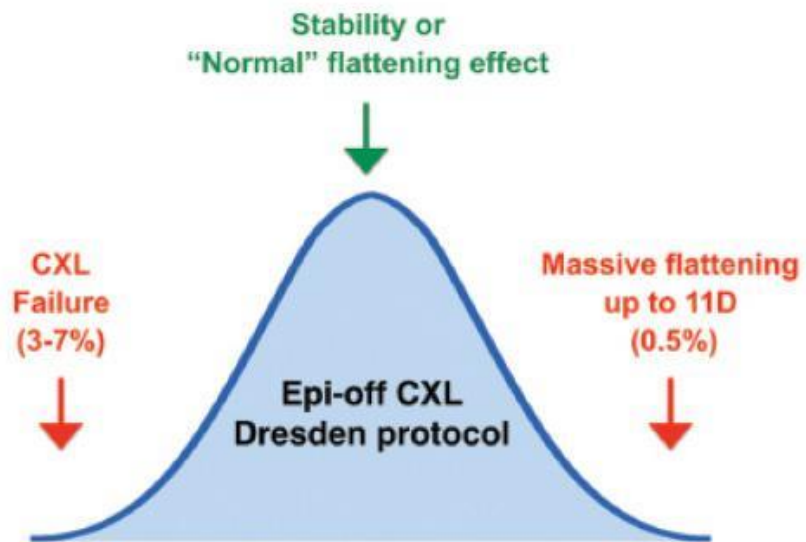 Stability or
“Normal” flattening effect
CXL
Failure
(3-7%)
Massive flattening
up to 11D
(0.5%)
Epi-off CXL
Dresden protocol